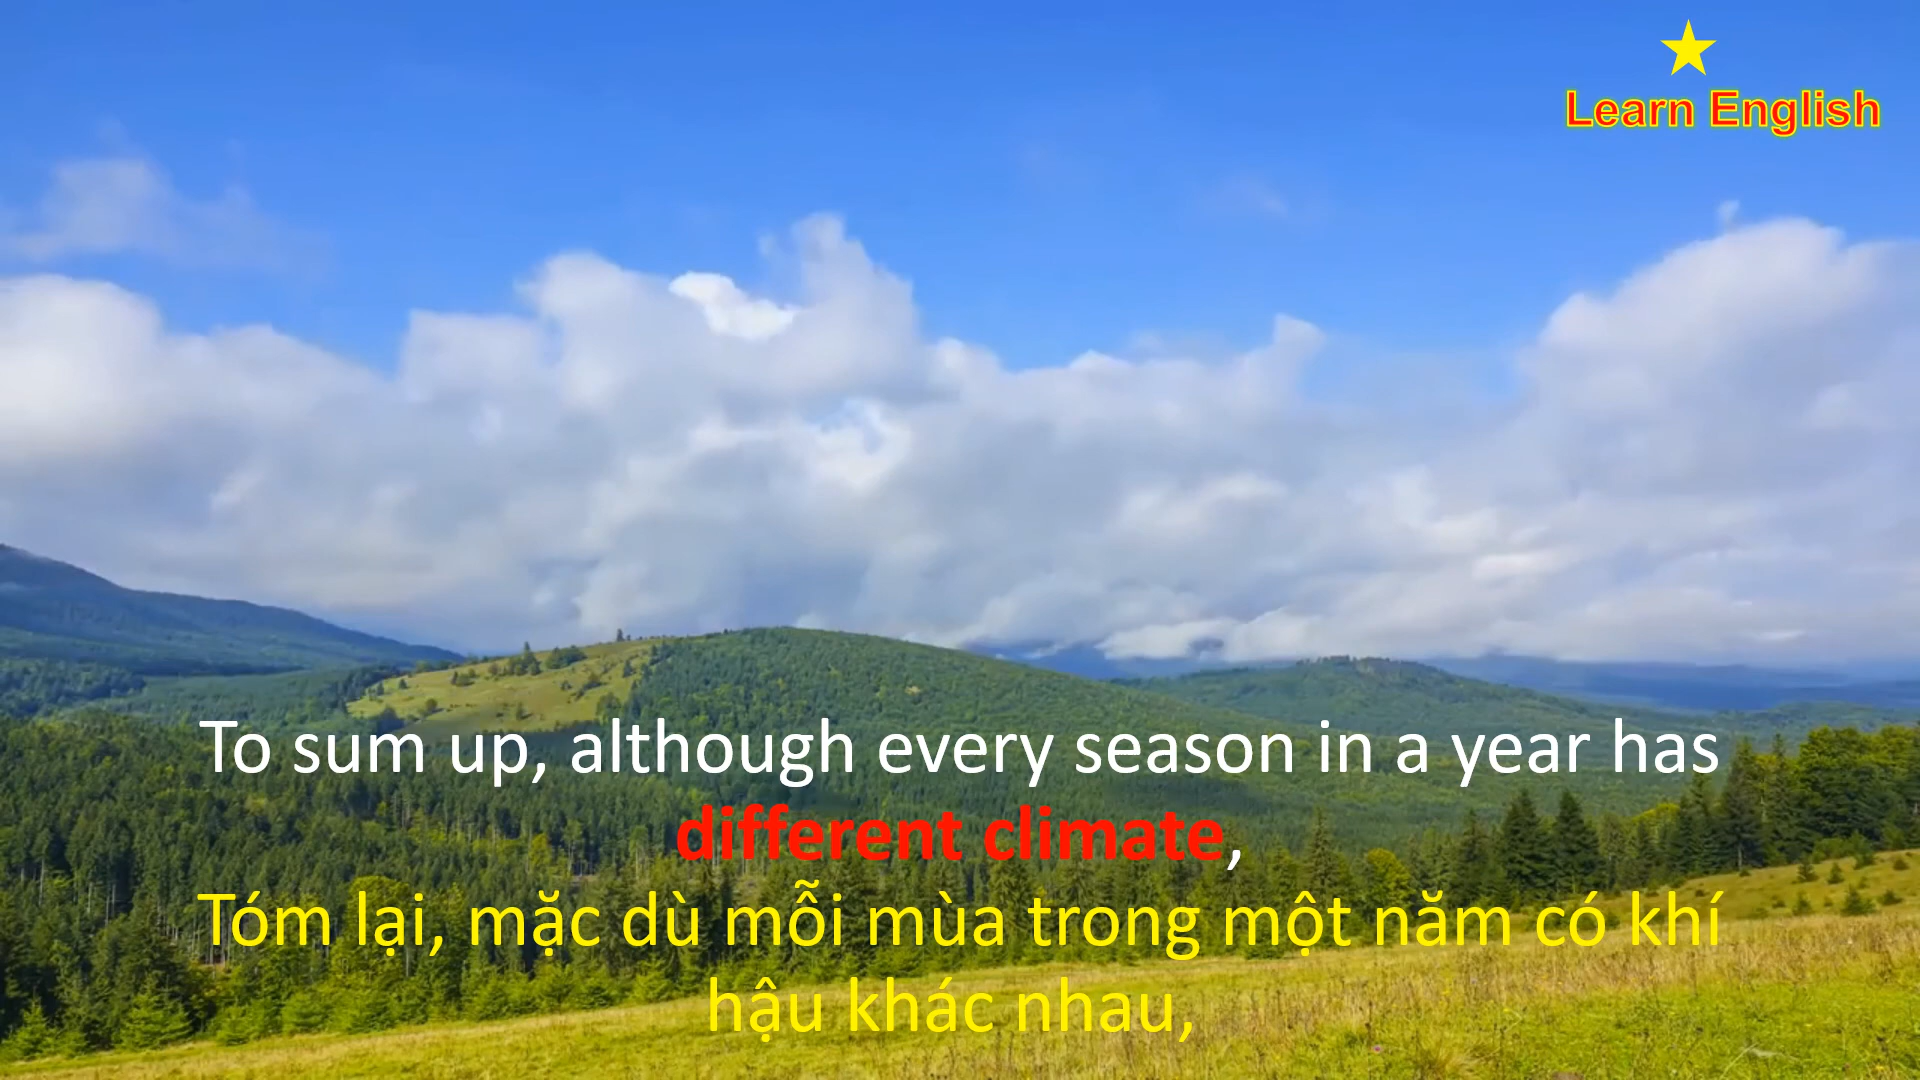 Learn English
To sum up, although every season in a year has
different climate,
Tóm lại, mặc dù mỗi mùa trong một năm có khí
hậu khác nhau,